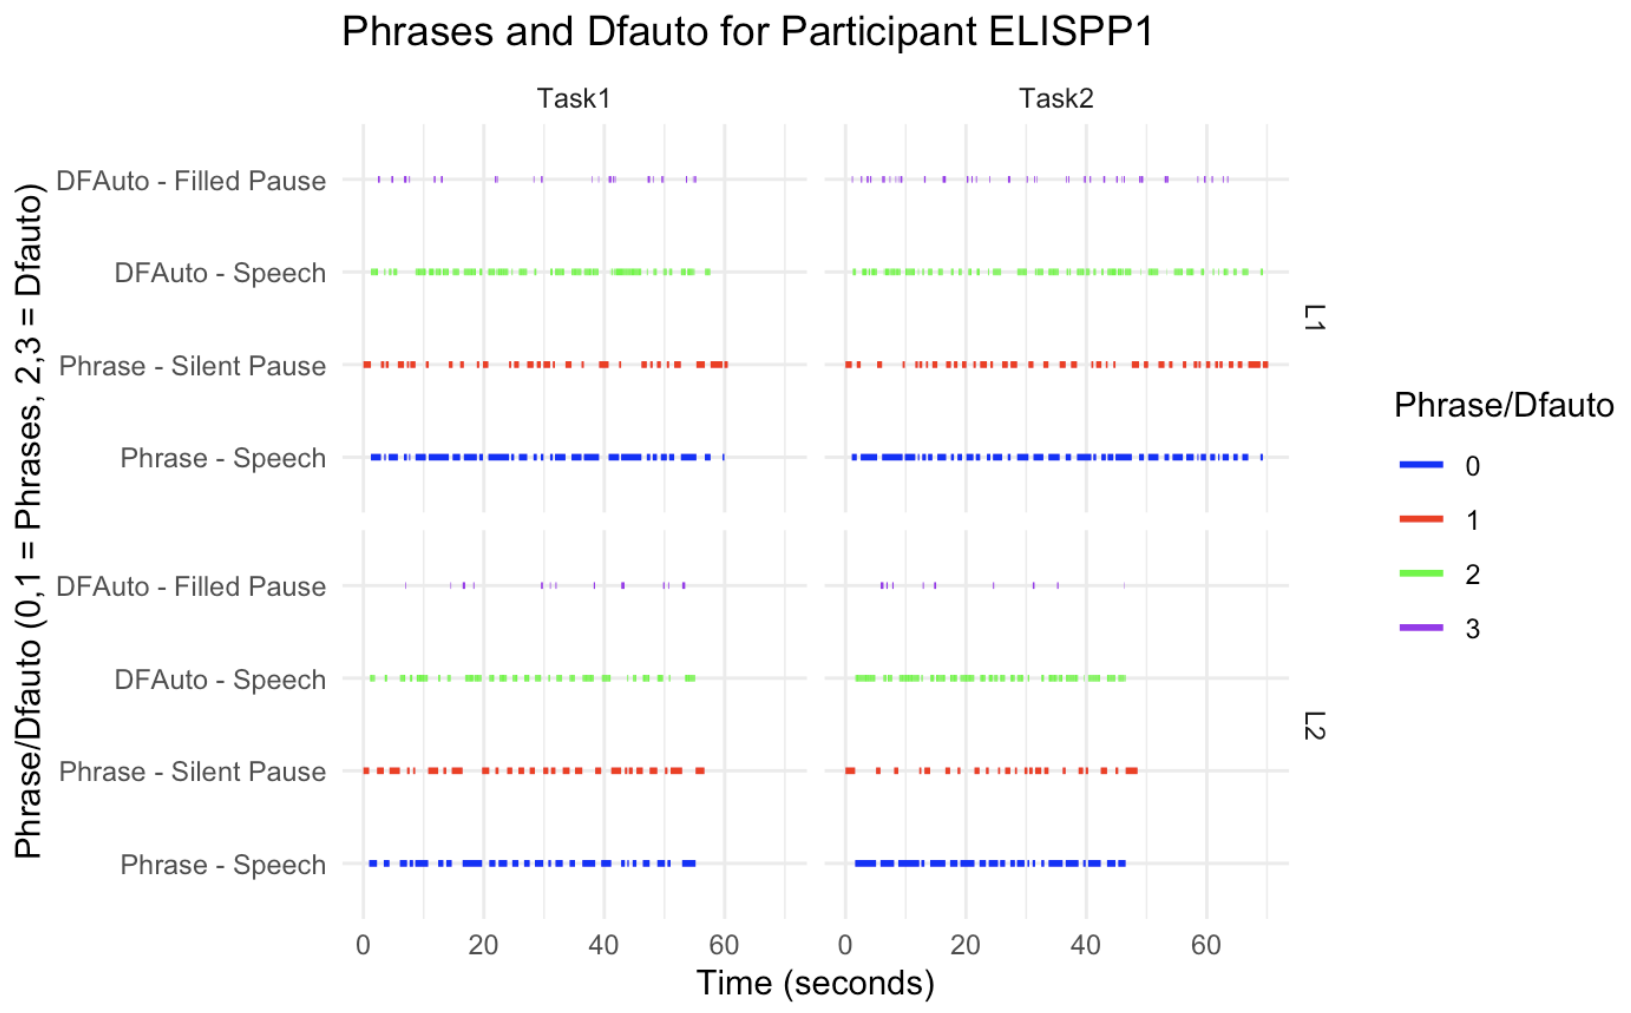 Phrases and Dfauto for Participant ELISPP1
Task1
Task2
Phrase/Dfauto (0,1 = Phrases, 2,3 = Dfauto)
DFAuto - Filled Pause
DFAuto - Speech
Phrase - Silent Pause
Phrase - Speech
L1
DFAuto - Filled Pause
DFAuto - Speech
Phrase - Silent Pause
Phrase - Speech
L2
0 20 40 60
0 20 40 60
Time (seconds)
Phrase/Dfauto
0
1
2
3